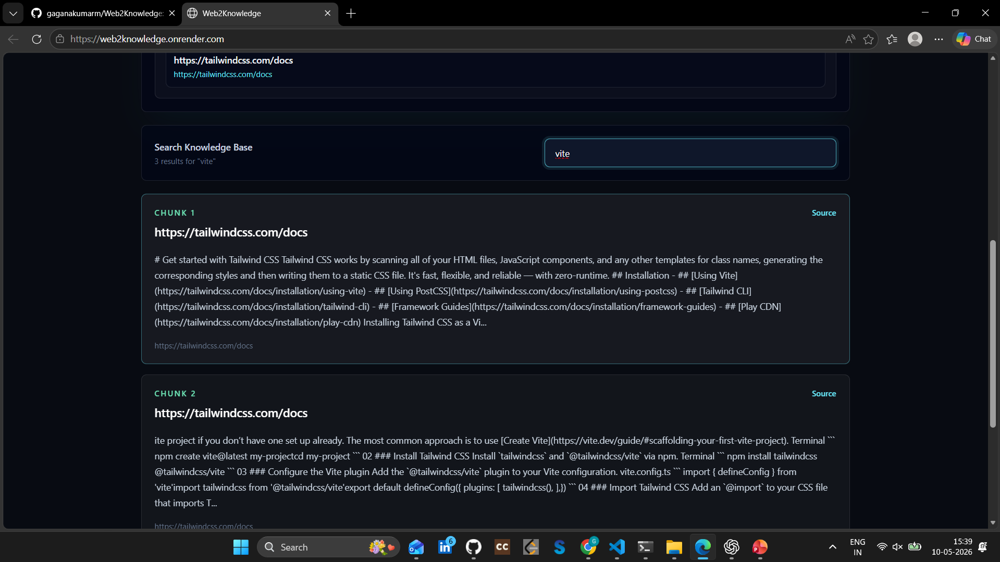 gaganakumarm/Web2Knowledge:
Web2Knowledge
https://web2knowledge.onrender.com
Chat
https://tailwindcss.com/docs
https://tailwindcss.com/docs
Search Knowledge Base
3 results for "vite"
vite
CHUNK 1
Source
https://tailwindcss.com/docs
# Get started with Tailwind CSS Tailwind CSS works by scanning all of your HTML files, JavaScript components, and any other templates for class names, generating the
corresponding styles and then writing them to a static CSS file. It's fast, flexible, and reliable — with zero-runtime. ## Installation - ## [Using Vite]
(https://tailwindcss.com/docs/installation/using-vite) - ## [Using PostCSS](https://tailwindcss.com/docs/installation/using-postcss) - ## [Tailwind CLI]
(https://tailwindcss.com/docs/installation/tailwind-cli) - ## [Framework Guides](https://tailwindcss.com/docs/installation/framework-guides) - ## [Play CDN]
(https://tailwindcss.com/docs/installation/play-cdn) Installing Tailwind CSS as a Vi...
https://tailwindcss.com/docs
CHUNK 2
Source
https://tailwindcss.com/docs
ite project if you don’t have one set up already. The most common approach is to use [Create Vite](https://vite.dev/guide/#scaffolding-your-first-vite-project). Terminal ```
npm create vite@latest my-projectcd my-project ``` 02 ### Install Tailwind CSS Install `tailwindcss` and `@tailwindcss/vite` via npm. Terminal ``` npm install tailwindcss
@tailwindcss/vite ``` 03 ### Configure the Vite plugin Add the `@tailwindcss/vite` plugin to your Vite configuration. vite.config.ts ``` import { defineConfig } from
'vite'import tailwindcss from '@tailwindcss/vite'export default defineConfig({ plugins: [ tailwindcss(), ],}) ``` 04 ### Import Tailwind CSS Add an `@import` to your CSS file
that imports T...
https://tailwindcss.com/docs
Search
6
CC
G
ENG
IN
15:39
10-05-2026